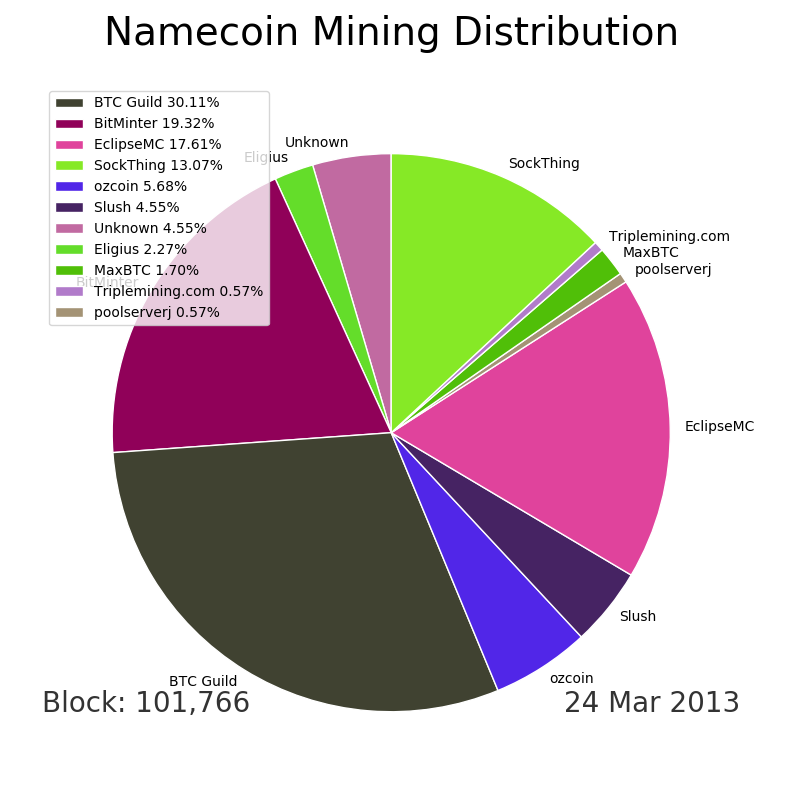 Namecoin Mining Distribution
BTC Guild 30.11%
BitMinter 19.32%
EclipseMC 17.61%
SockThing 13.07%
ozcoin 5.68%
Slush 4.55%
Unknown 4.55%
Eligius 2.27%
MaxBTC 1.70%
Triplemining.com 0.57%
poolserverj 0.57%
Unknown
Eligius
SockThing
Triplemining.com
MaxBTC
poolserverj
BitMinter
EclipseMC
Slush
ozcoin
BTC Guild
Block: 101,766
24 Mar 2013